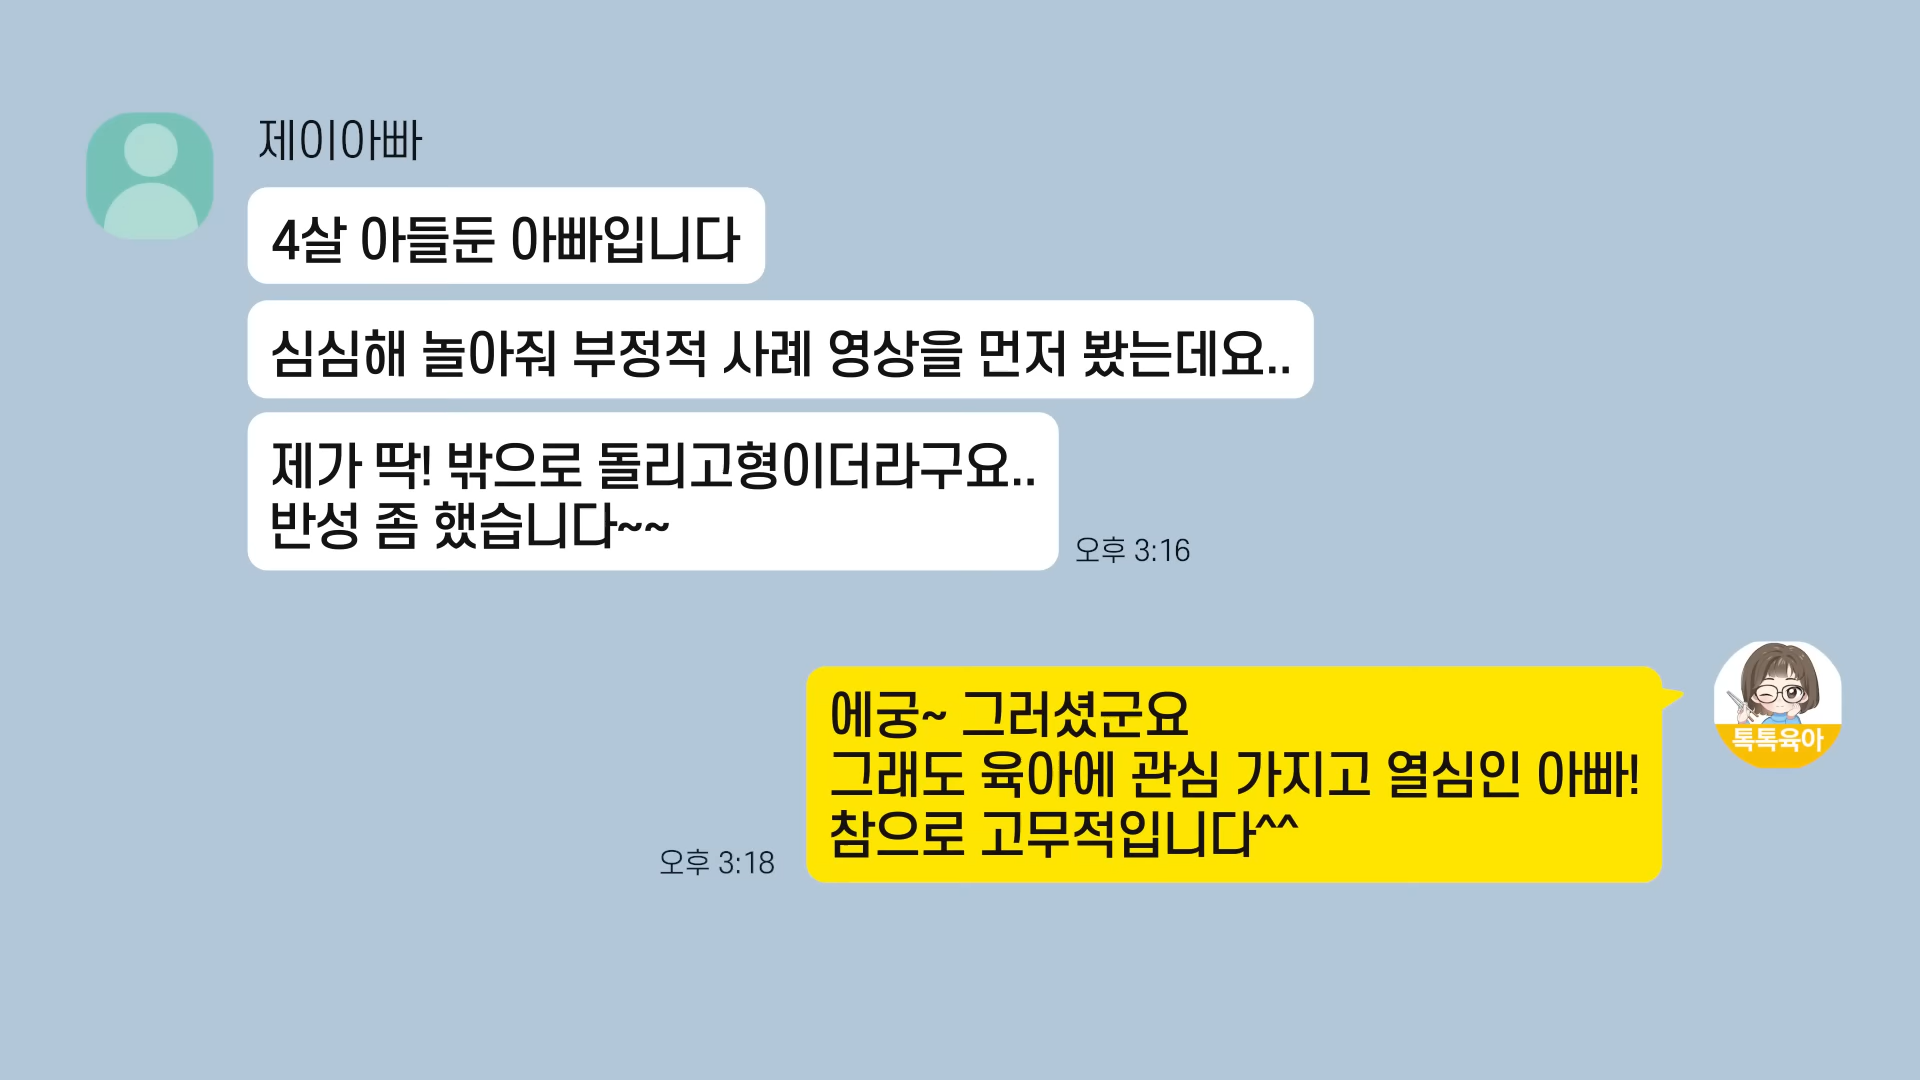 제이아빠
4살 아들둔 아빠입니다
심심해 놀아줘 부정적 사례 영상을 먼저 봤는데요..
제가 딱! 밖으로 돌리고형이더라구요..
반성 좀 했습니다~~
오후 3:16
에궁~ 그러셨군요
그래도 육아에 관심 가지고 열심인 아빠!
참으로 고무적입니다^^
오후 3:18
톡톡육아